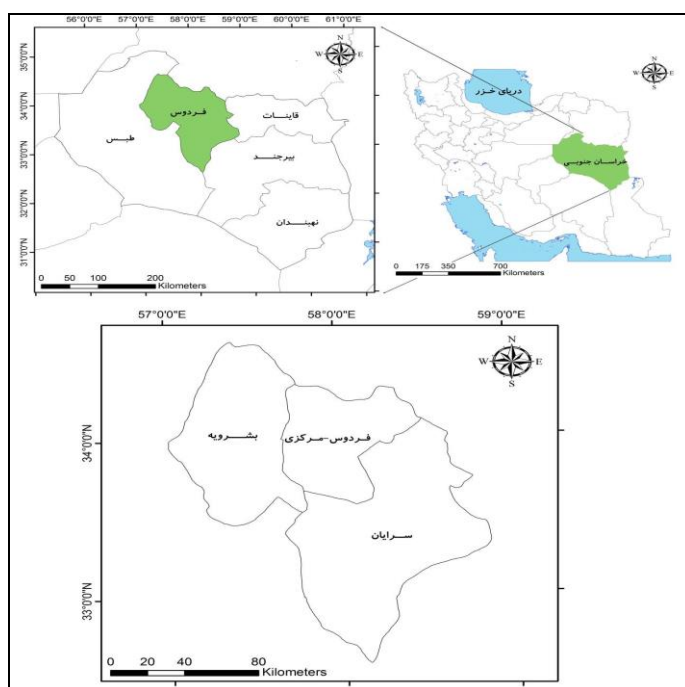 56°0'0"E 57°0'0"E 58°0'0"E 59°0'0"E 60°0'0"E 61°0'0"E
35°0'0"N
34°0'0"N
33°0'0"N
32°0'0"N
31°0'0"N
N
W E
S
فردوس
قاینات
طبس
بیرجند
نهبندان
0 50 100 200
Kilometers
N
W E
S
دریای خزر
خراسان جنوبی
0 175 350 700
Kilometers
57°0'0"E 58°0'0"E 59°0'0"E
34°0'0"N
33°0'0"N
N
W E
S
بشرویه
فردوس-مرکزی
سرایان
0 20 40 80
Kilometers